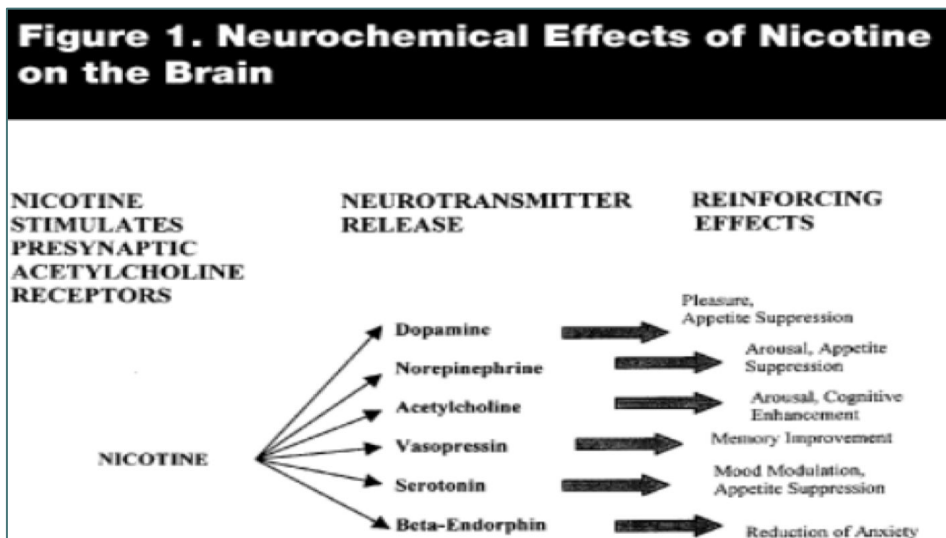 Figure 1. Neurochemical Effects of Nicotine
on the Brain
NICOTINE
STIMULATES
PRESYNAPTIC
ACETYLCHOLINE
RECEPTORS
NEUROTRANSMITTER
RELEASE
REINFORCING
EFFECTS
NICOTINE
Dopamine
Pleasure,
Appetite Suppression
Norepinephrine
Arousal, Appetite
Suppression
Acetylcholine
Arousal, Cognitive
Enhancement
Vasopressin
Memory Improvement
Serotonin
Mood Modulation,
Appetite Suppression
Beta-Endorphin
Reduction of Anxiety